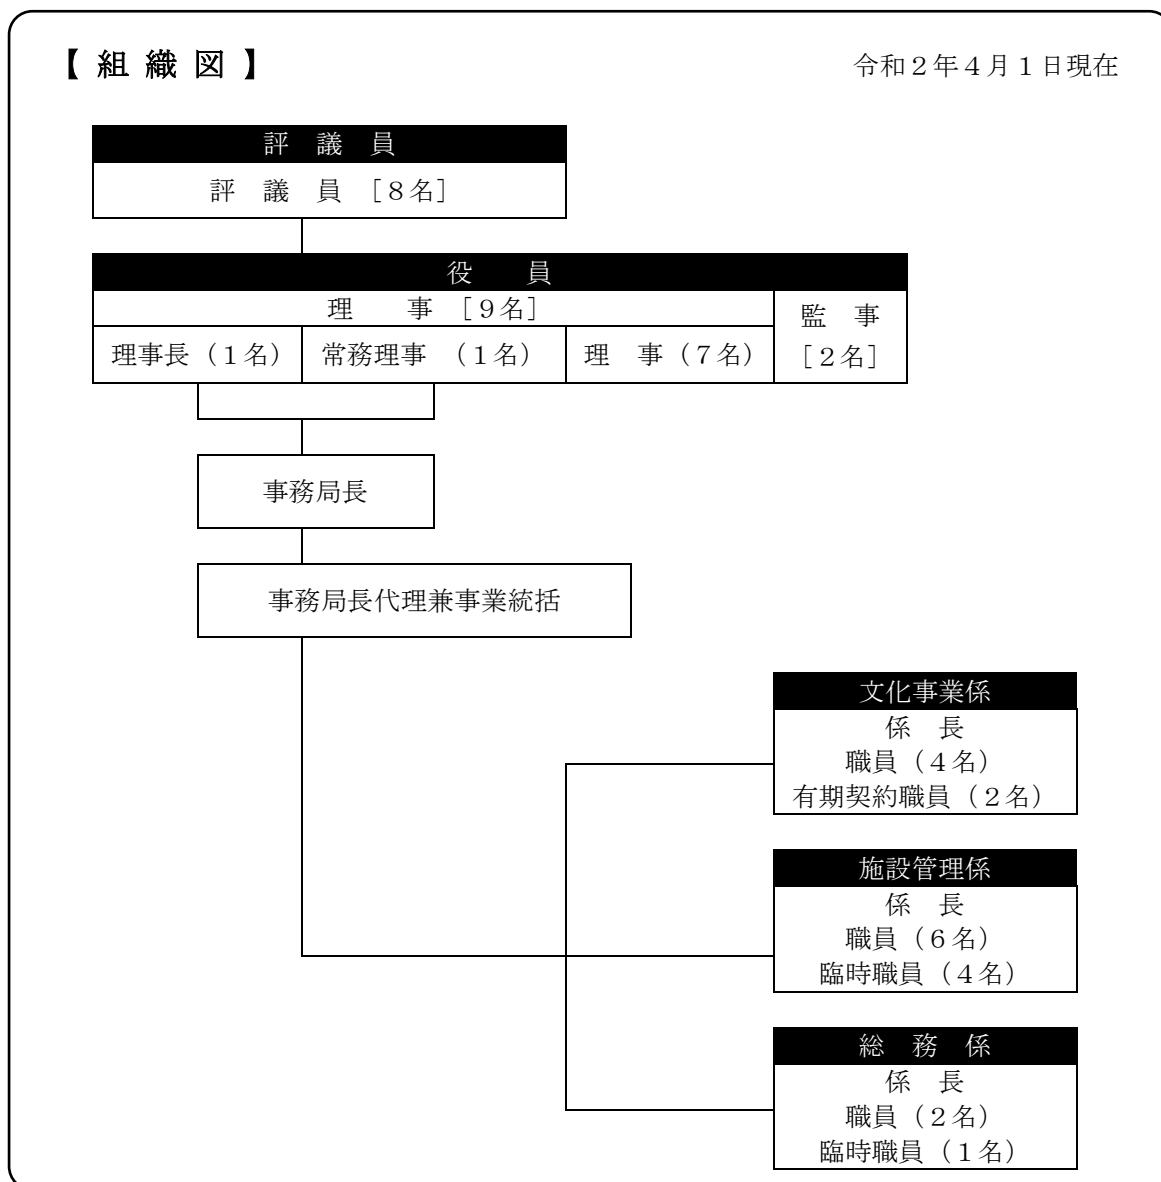 【 組 織 図 】
令和２年４月１日現在
評　議　員
評　議　員 ［８名］
役　　員
理　　事 ［９名］
監　事
［２名］
理事長（１名）
常務理事 （１名）
理　事（７名）
事務局長
事務局長代理兼事業統括
文化事業係
係　長
職員（４名）
有期契約職員（２名）
施設管理係
係　長
職員（６名）
臨時職員（４名）
総　務　係
係　長
職員（２名）
臨時職員（１名）